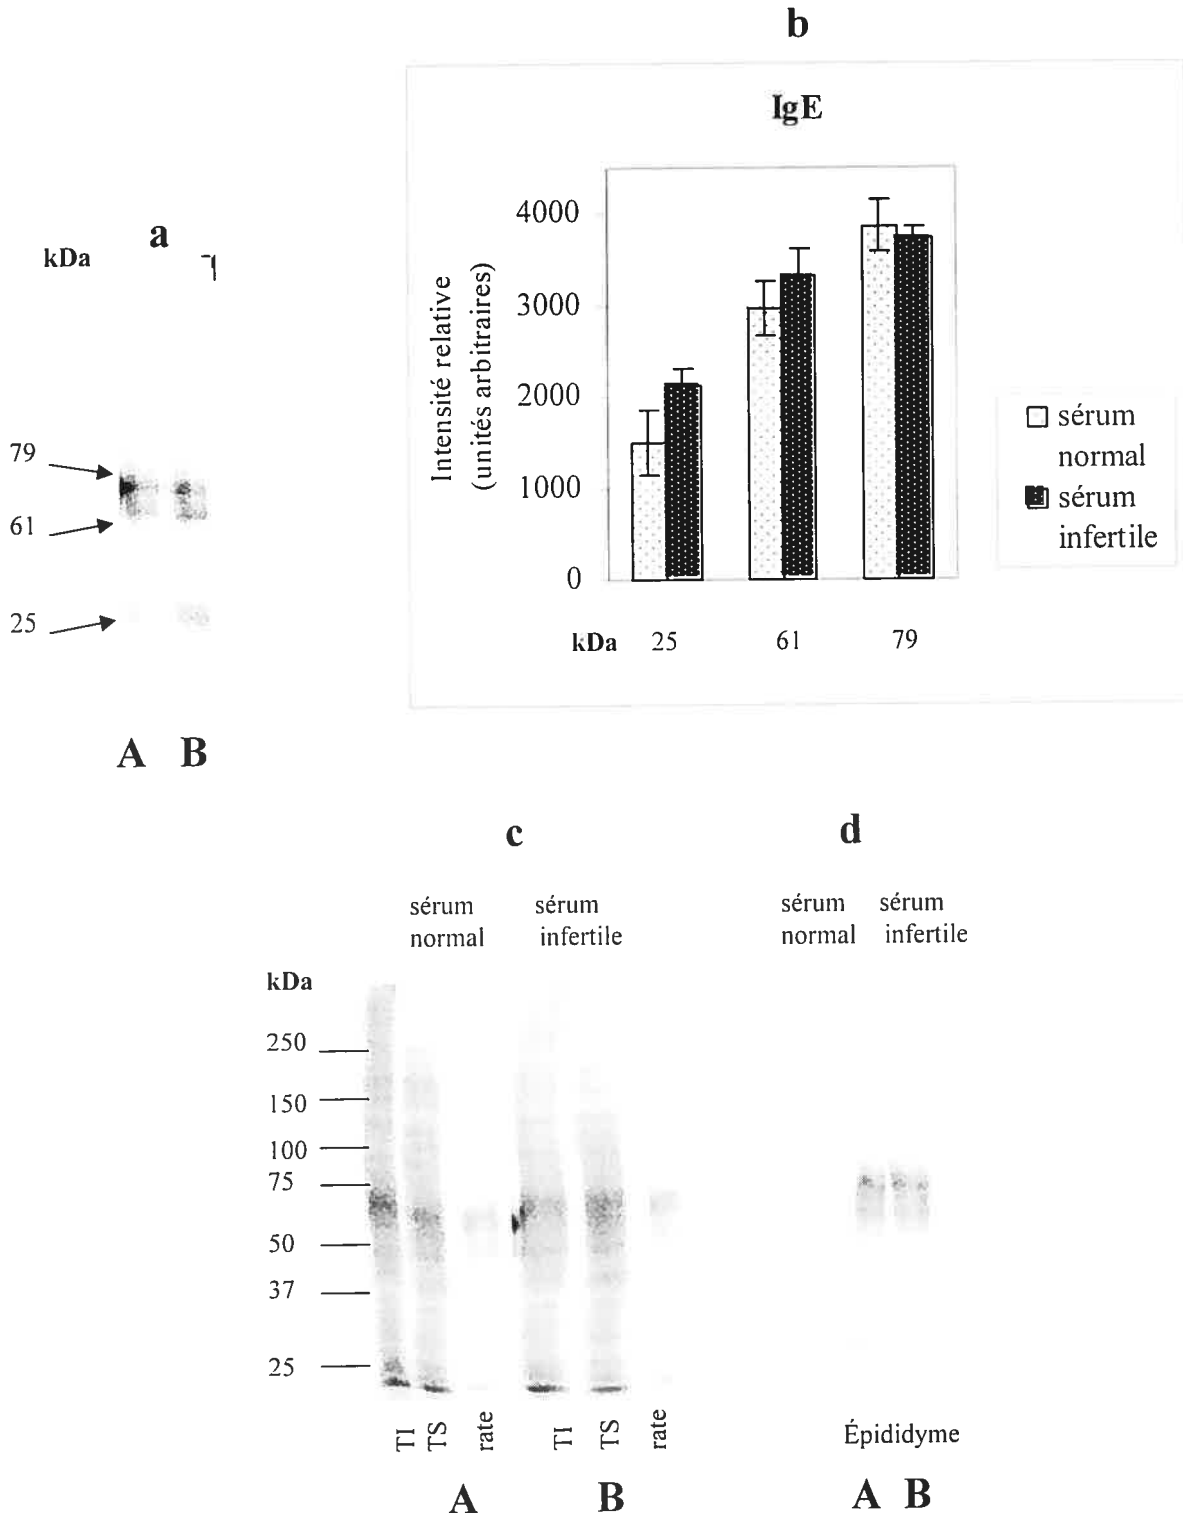 b
IgE
a
kDa
79
61
25
A B
Intensité relative
(unités arbitraires)
4000
3000
2000
1000
0
kDa 25 61 79
sérum
normal
sérum
infertile
c
sérum
normal
sérum
infertile
kDa
250
150
100
75
50
37
25
TI TS rate TI TS rate
A B
d
sérum
normal
sérum
infertile
Épididyme
A B